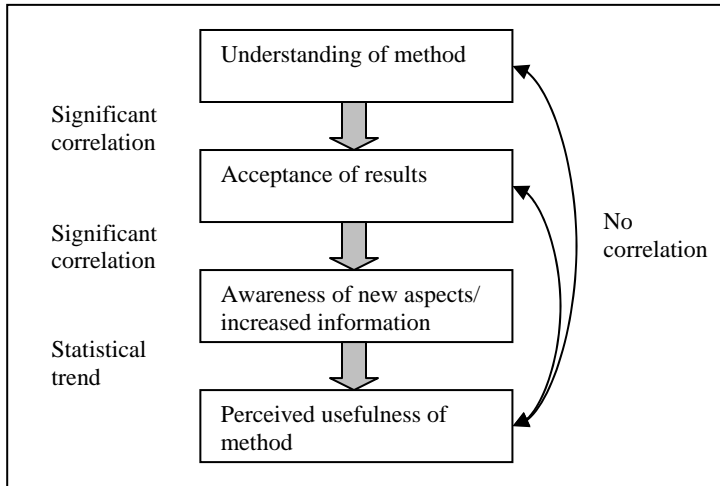 Understanding of method
Significant
correlation
Acceptance of results
Significant
correlation
No
correlation
Awareness of new aspects/
increased information
Statistical
trend
Perceived usefulness of
method